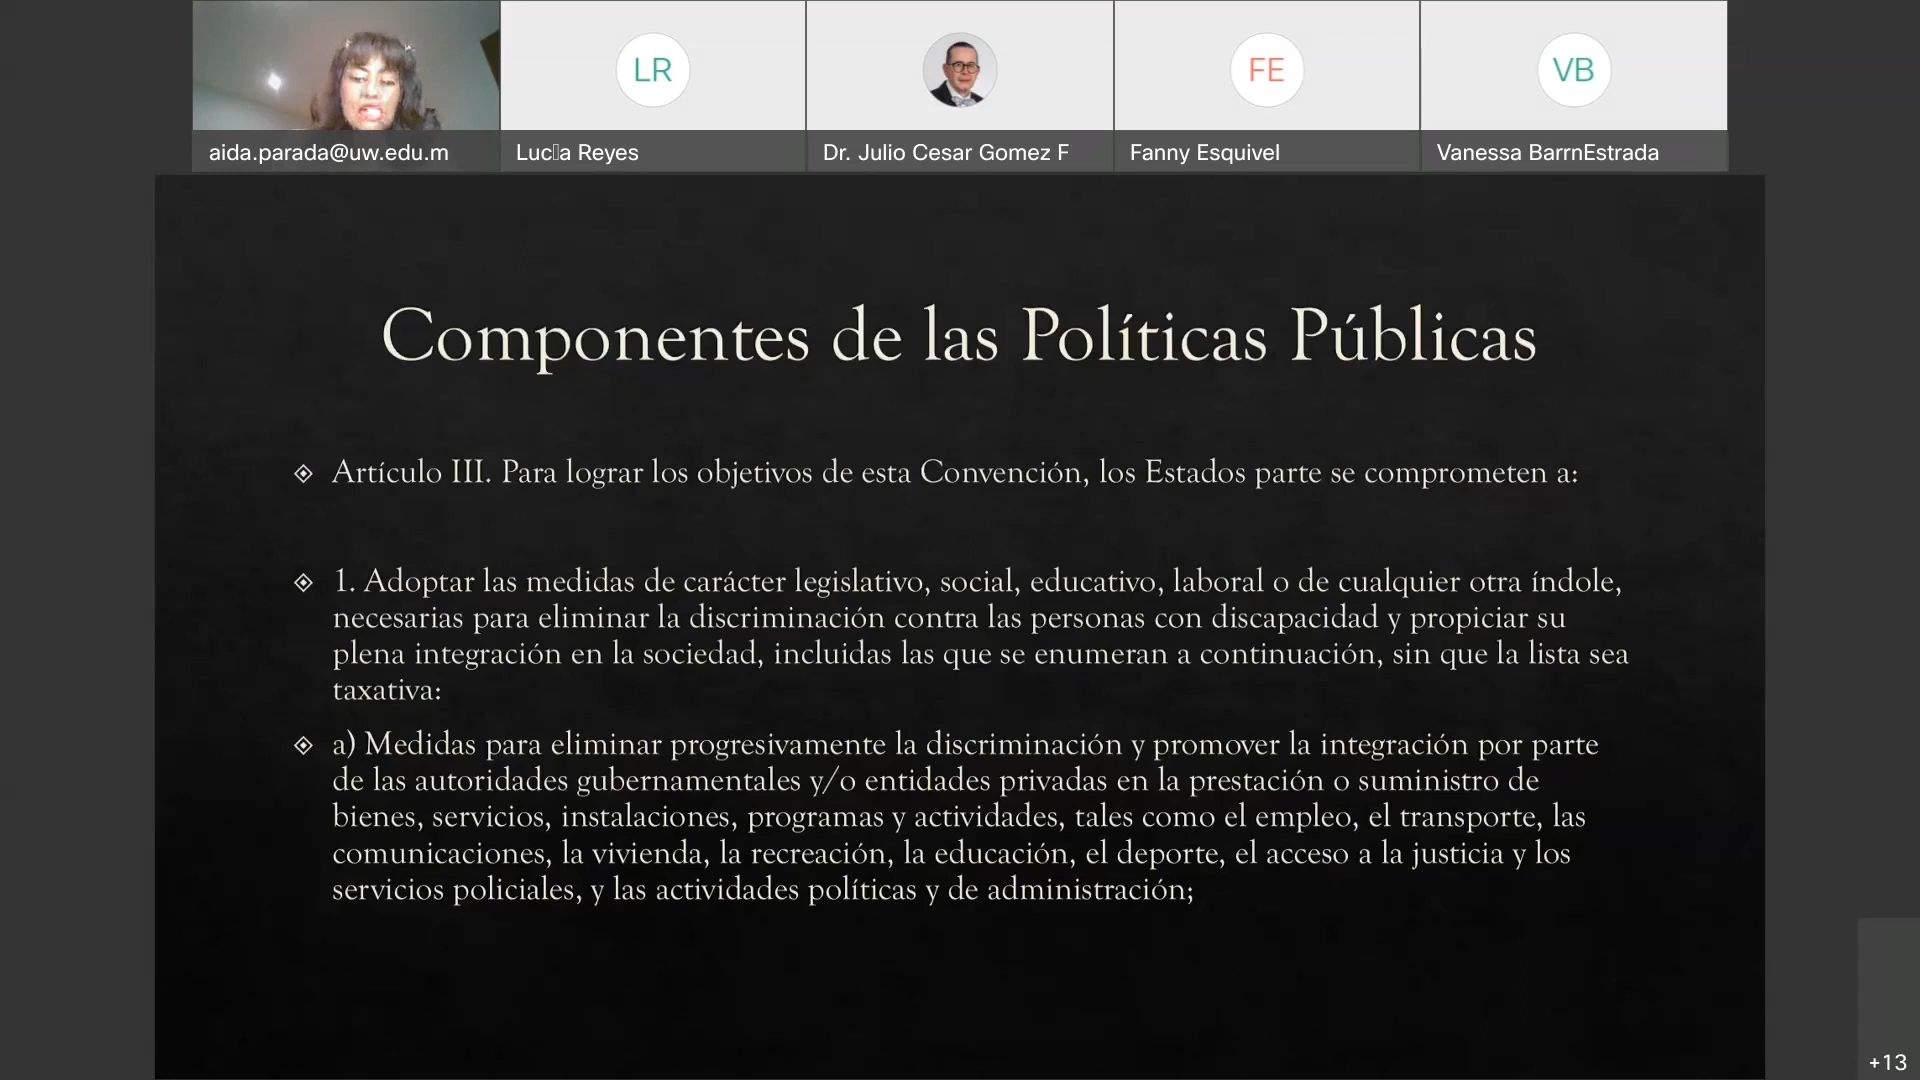 LR
FE
VB
aida.parada@uw.edu.m
Luc▯a Reyes
Dr. Julio Cesar Gomez F
Fanny Esquivel
Vanessa BarrnEstrada
Componentes de las Políticas Públicas
Artículo III. Para lograr los objetivos de esta Convención, los Estados parte se comprometen a:
1. Adoptar las medidas de carácter legislativo, social, educativo, laboral o de cualquier otra índole,
necesarias para eliminar la discriminación contra las personas con discapacidad y propiciar su
plena integración en la sociedad, incluidas las que se enumeran a continuación, sin que la lista sea
taxativa:
a) Medidas para eliminar progresivamente la discriminación y promover la integración por parte
de las autoridades gubernamentales y/o entidades privadas en la prestación o suministro de
bienes, servicios, instalaciones, programas y actividades, tales como el empleo, el transporte, las
comunicaciones, la vivienda, la recreación, la educación, el deporte, el acceso a la justicia y los
servicios policiales, y las actividades políticas y de administración;
+13